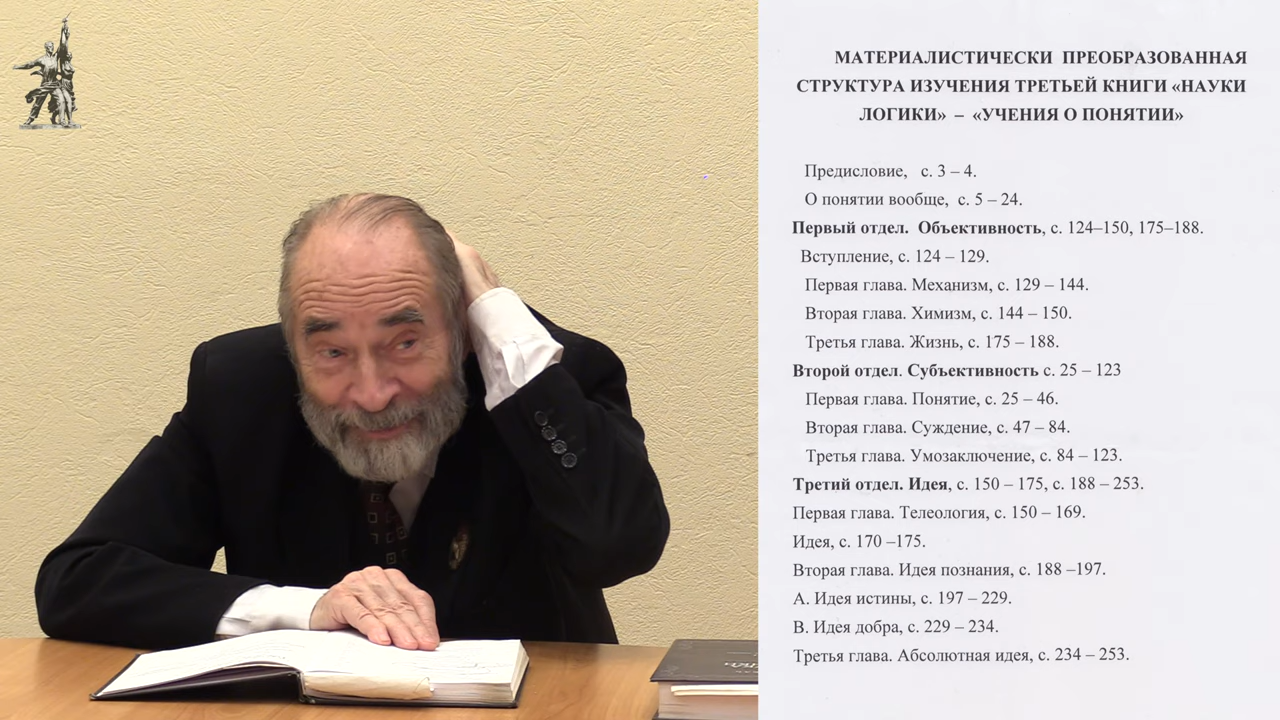 МАТЕРИАЛИСТИЧЕСКИ ПРЕОБРАЗОВАННАЯ
СТРУКТУРА ИЗУЧЕНИЯ ТРЕТЬЕЙ КНИГИ «НАУКИ
ЛОГИКИ» – «УЧЕНИЯ О ПОНЯТИИ»
Предисловие, с. 3 – 4.
О понятии вообще, с. 5 – 24.
Первый отдел. Объективность, с. 124–150, 175–188.
Вступление, с. 124 – 129.
Первая глава. Механизм, с. 129 – 144.
Вторая глава. Химизм, с. 144 – 150.
Третья глава. Жизнь, с. 175 – 188.
Второй отдел. Субъективность с. 25 – 123
Первая глава. Понятие, с. 25 – 46.
Вторая глава. Суждение, с. 47 – 84.
Третья глава. Умозаключение, с. 84 – 123.
Третий отдел. Идея, с. 150 – 175, с. 188 – 253.
Первая глава. Телеология, с. 150 – 169.
Идея, с. 170 –175.
Вторая глава. Идея познания, с. 188 –197.
А. Идея истины, с. 197 – 229.
В. Идея добра, с. 229 – 234.
Третья глава. Абсолютная идея, с. 234 – 253.